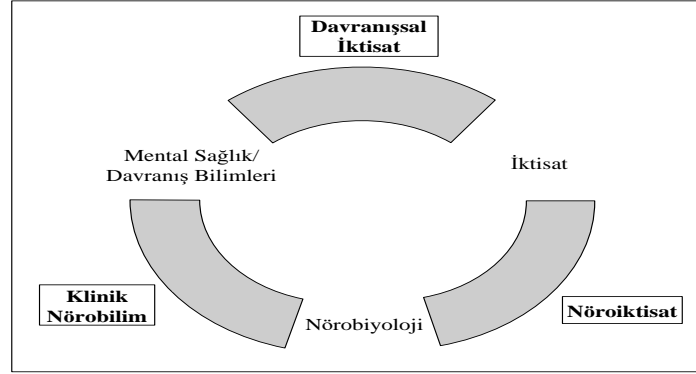 Davranışsal
İktisat
Mental Sağlık/
Davranış Bilimleri
İktisat
Klinik
Nörobilim
Nörobiyoloji
Nöroiktisat